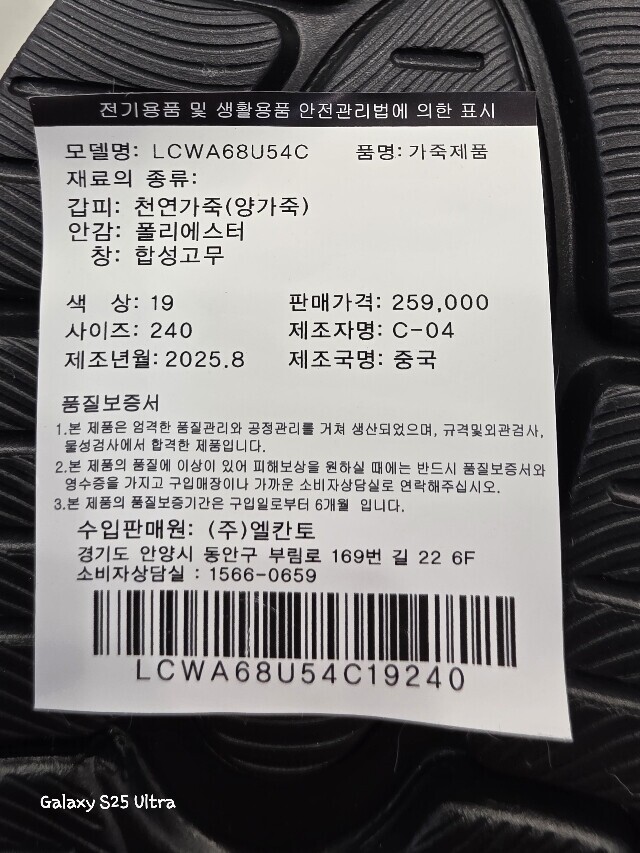 전기용품 및 생활용품 안전관리법에 의한 표시
모델명: LCWA68U54C 품명: 가죽제품
재료의 종류:
갑피: 천연가죽(양가죽)
안감: 폴리에스터
창: 합성고무
색 상: 19 판매가격: 259,000
사이즈: 240 제조자명: C-04
제조년월: 2025.8 제조국명: 중국
품질보증서
1.본 제품은 엄격한 품질관리와 공정관리를 거쳐 생산되었으며, 규격및외관검사,
물성검사에서 합격한 제품입니다.
2.본 제품의 품질에 이상이 있어 피해보상을 원하실 때에는 반드시 품질보증서와
영수증을 가지고 구입매장이나 가까운 소비자상담실로 연락해주십시오.
3.본 제품의 품질보증기간은 구입일로부터 6개월 입니다.
수입판매원: (주)엘칸토
경기도 안양시 동안구 부림로 169번 길 22 6F
소비자상담실 : 1566-0659
LCWA68U54C19240
Galaxy S25 Ultra